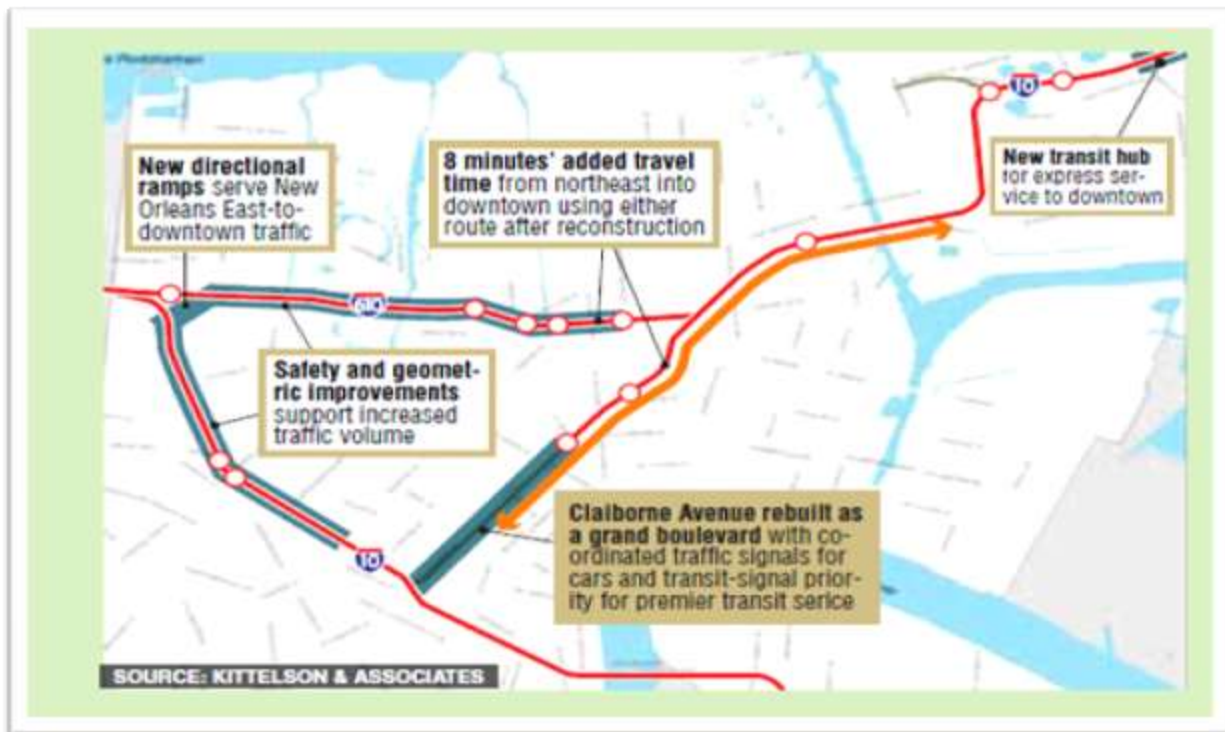 New directional
ramps serve New
Orleans East-to-
downtown traffic
8 minutes' added travel
time from northeast into
downtown using either
route after reconstruction
10
New transit hub
for express ser-
vice to downtown
610
Safety and geomet-
ric improvements
support increased
traffic volume
Claiborne Avenue rebuilt as
a grand boulevard with co-
ordinated traffic signals for
cars and transit-signal prior-
ity for premier transit serice
10
SOURCE: KITTELSON & ASSOCIATES